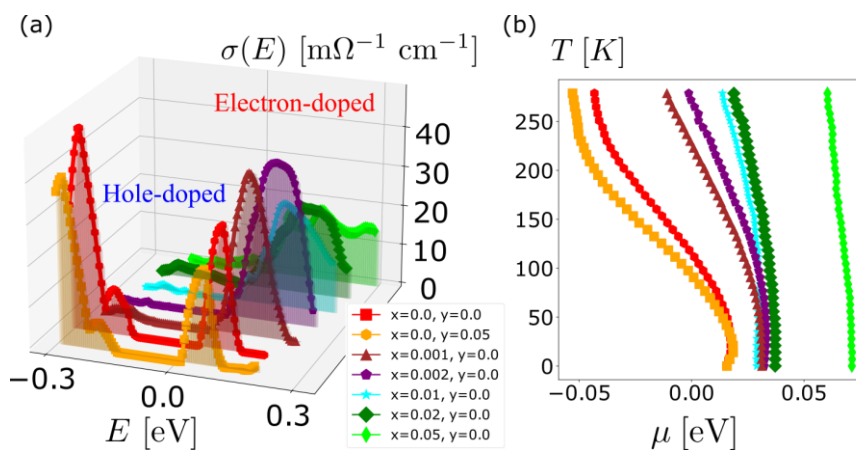 (a)
σ(E) [mΩ⁻¹ cm⁻¹]
Electron-doped
Hole-doped
40
30
20
10
0
−0.3
0.0
0.3
E [eV]
x=0.0, y=0.0
x=0.0, y=0.05
x=0.001, y=0.0
x=0.002, y=0.0
x=0.01, y=0.0
x=0.02, y=0.0
x=0.05, y=0.0
(b)
T [K]
250
200
150
100
50
0
−0.05
0.00
0.05
μ [eV]